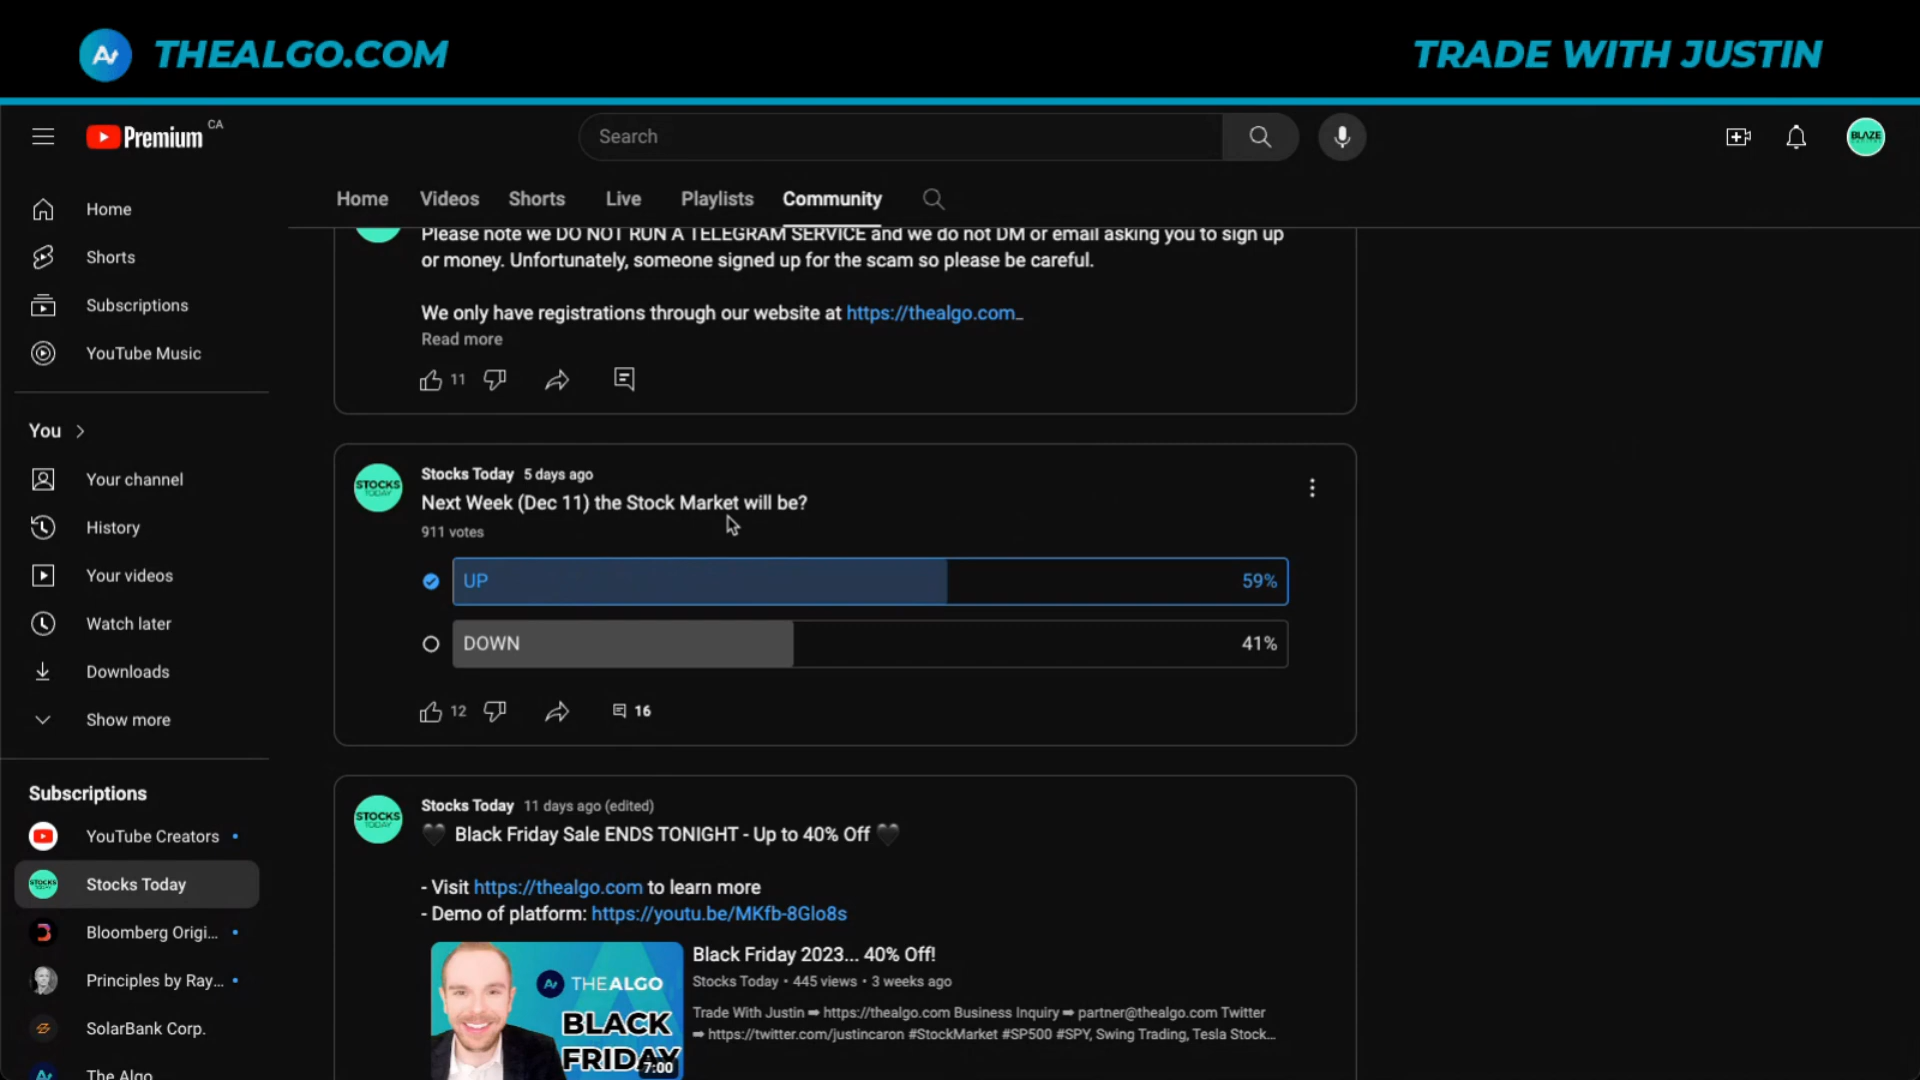 THEALGO.COM
TRADE WITH JUSTIN
Premium CA
Search
BLAZE
Home
Videos
Shorts
Live
Playlists
Community
Home
Shorts
Subscriptions
YouTube Music
You
Your channel
History
Your videos
Watch later
Downloads
Show more
Subscriptions
YouTube Creators
Stocks Today
Bloomberg Origi...
Principles by Ray...
SolarBank Corp.
The Algo
Please note we DO NOT RUN A TELEGRAM SERVICE and we do not DM or email asking you to sign up
or money. Unfortunately, someone signed up for the scam so please be careful.
We only have registrations through our website at https://thealgo.com_
Read more
11
STOCKS
TODAY
Stocks Today 5 days ago
Next Week (Dec 11) the Stock Market will be?
911 votes
UP 59%
DOWN 41%
12
16
STOCKS
TODAY
Stocks Today 11 days ago (edited)
🖤 Black Friday Sale ENDS TONIGHT - Up to 40% Off 🖤
- Visit https://thealgo.com to learn more
- Demo of platform: https://youtu.be/MKfb-8Glo8s
THEALGO
BLACK
FRIDAY
7:00
Black Friday 2023... 40% Off!
Stocks Today • 445 views • 3 weeks ago
Trade With Justin ➡ https://thealgo.com Business Inquiry ➡ partner@thealgo.com Twitter
➡ https://twitter.com/justincaron #StockMarket #SP500 #SPY, Swing Trading, Tesla Stock...